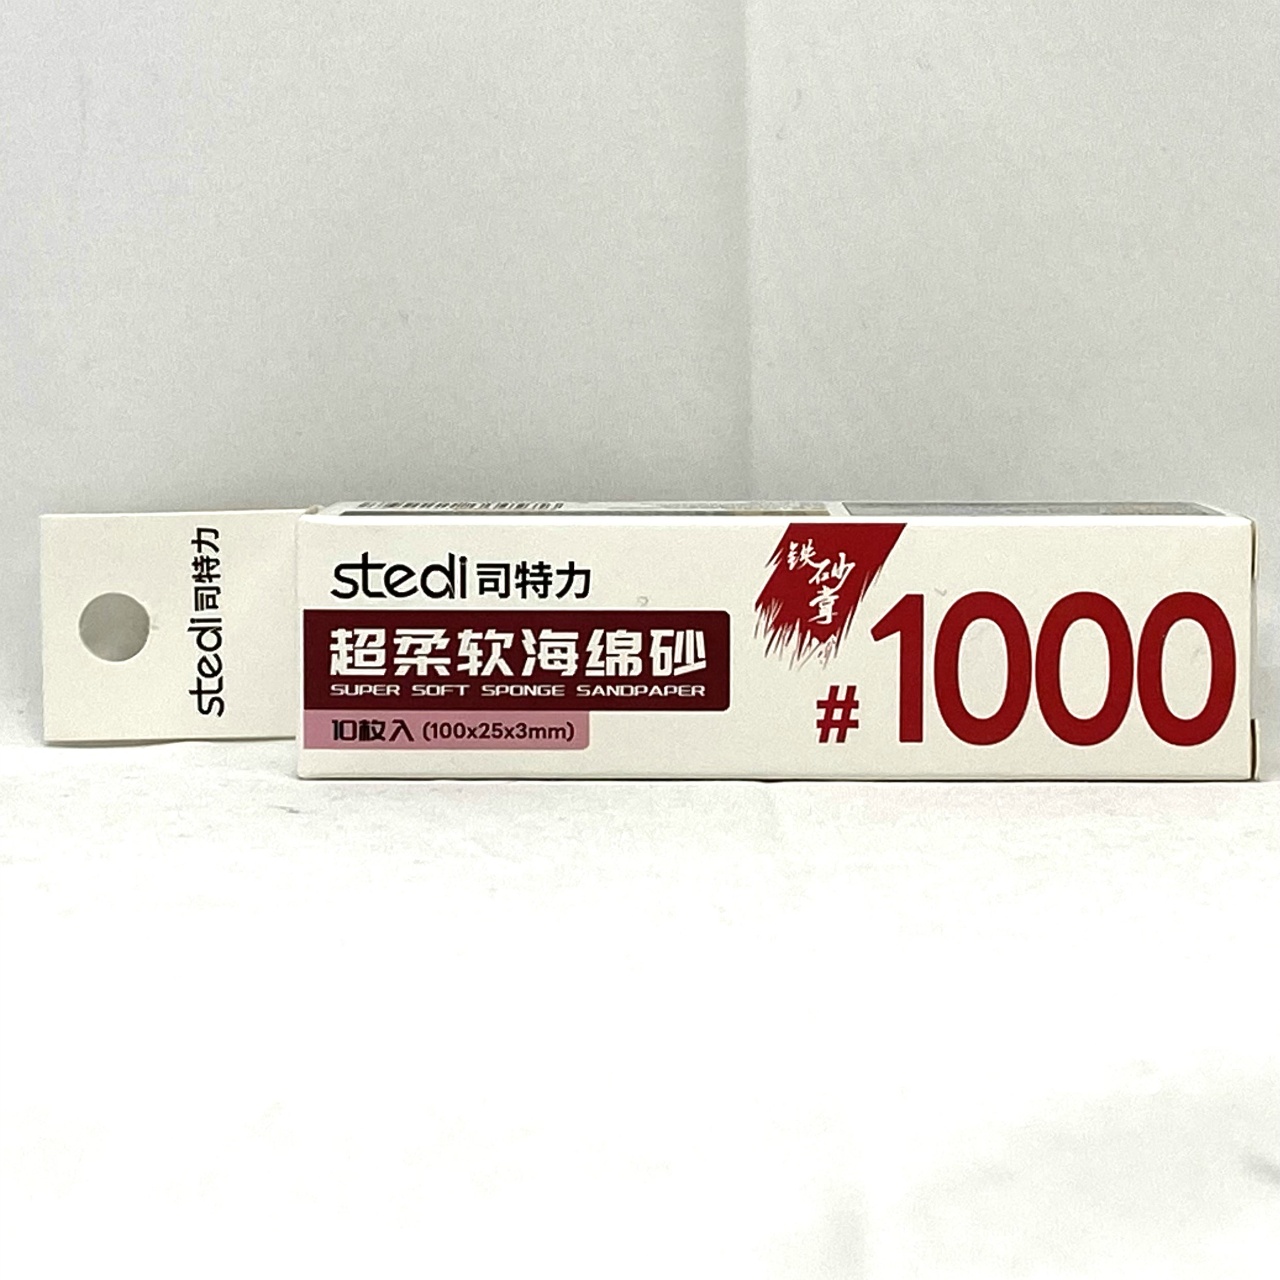 stedi司特力
stedi司特力
超柔软海绵砂
SUPER SOFT SPONGE SANDPAPER
10枚入 (100x25x3mm)
铁砂掌
#1000